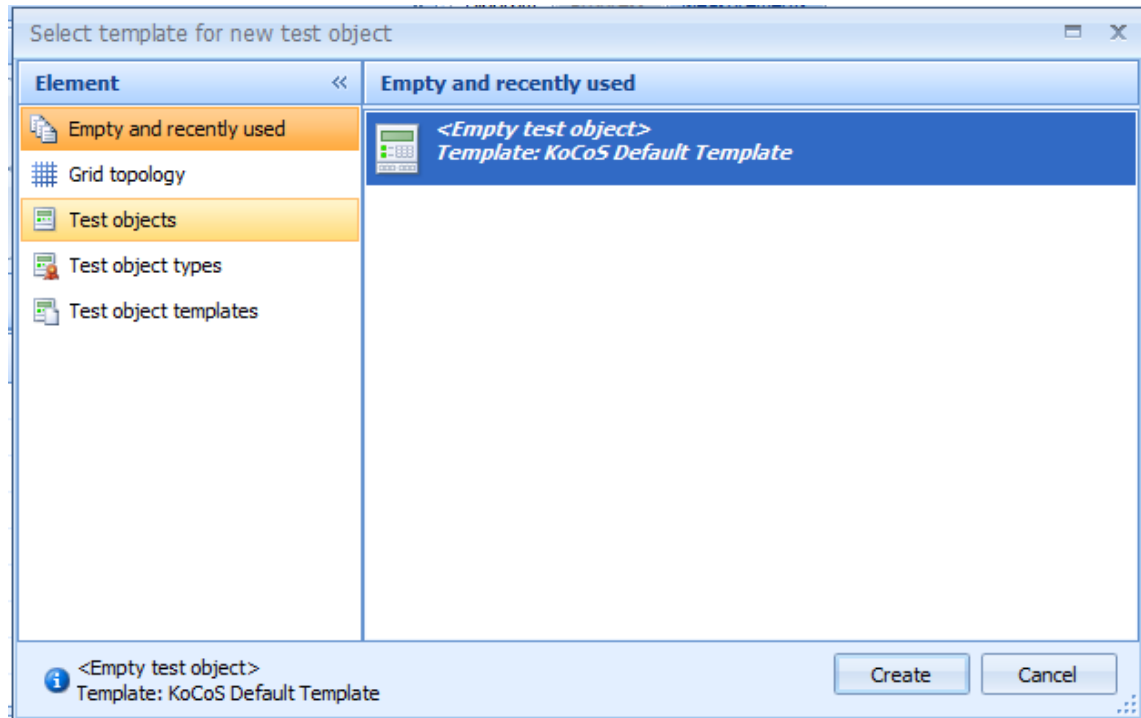 Select template for new test object
Element
Empty and recently used
Grid topology
Test objects
Test object types
Test object templates
Empty and recently used
<Empty test object>
Template: KoCoS Default Template
<Empty test object>
Template: KoCoS Default Template
Create
Cancel